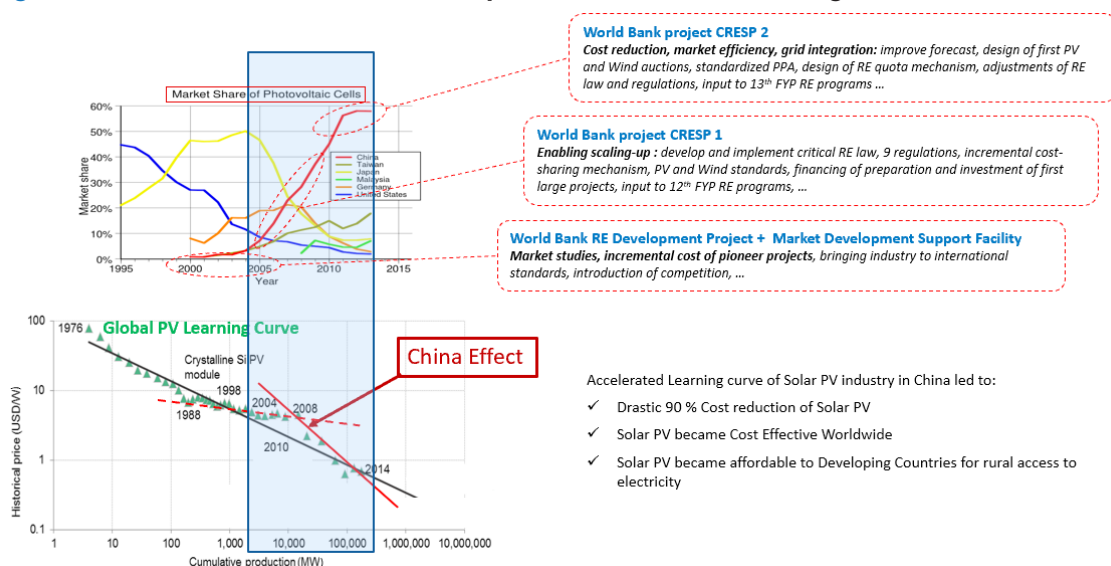 World Bank project CRESP 2
Cost reduction, market efficiency, grid integration: improve forecast, design of first PV
and Wind auctions, standardized PPA, design of RE quota mechanism, adjustments of RE
law and regulations, input to 13th FYP RE programs ...
World Bank project CRESP 1
Enabling scaling-up : develop and implement critical RE law, 9 regulations, incremental cost-
sharing mechanism, PV and Wind standards, financing of preparation and investment of first
large projects, input to 12th FYP RE programs, ...
World Bank RE Development Project + Market Development Support Facility
Market studies, incremental cost of pioneer projects, bringing industry to international
standards, introduction of competition, ...
Market Share of Photovoltaic Cells
60%
50%
40%
30%
20%
10%
0%
Market share
China
Taiwan
Japan
Malaysia
Germany
United States
1995
2000
2005
2010
2015
Year
Global PV Learning Curve
100
10
1
0.1
Historical price (USD/W)
1976
Crystalline Si PV
module
1998
1988
2004
2008
2010
2014
China Effect
1
10
100
1,000
10,000
100,000
1,000,000
10,000,000
Cumulative production (MW)
Accelerated Learning curve of Solar PV industry in China led to:
✓ Drastic 90 % Cost reduction of Solar PV
✓ Solar PV became Cost Effective Worldwide
✓ Solar PV became affordable to Developing Countries for rural access to
electricity